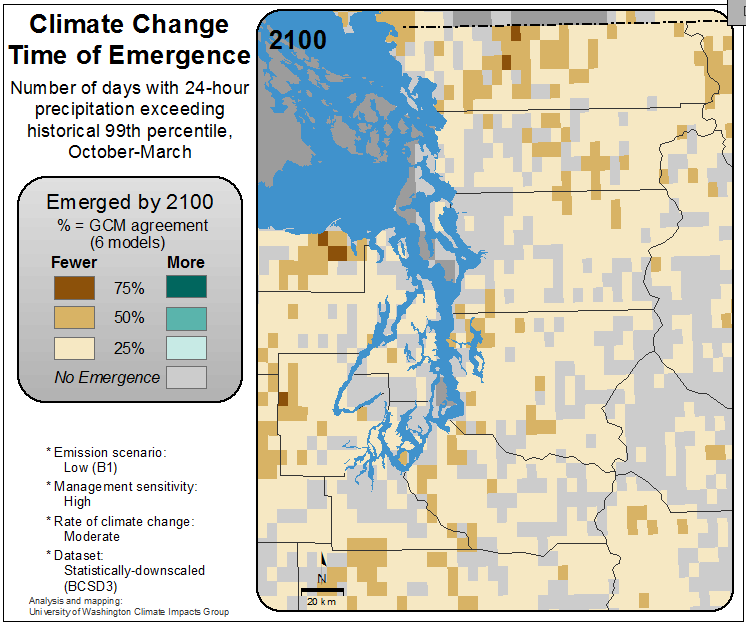 Climate Change
Time of Emergence
Number of days with 24-hour
precipitation exceeding
historical 99th percentile,
October-March
Emerged by 2100
% = GCM agreement
(6 models)
Fewer More
75%
50%
25%
No Emergence
* Emission scenario:
Low (B1)
* Management sensitivity:
High
* Rate of climate change:
Moderate
* Dataset:
Statistically-downscaled
(BCSD3)
Analysis and mapping:
University of Washington Climate Impacts Group
2100
N
20 km